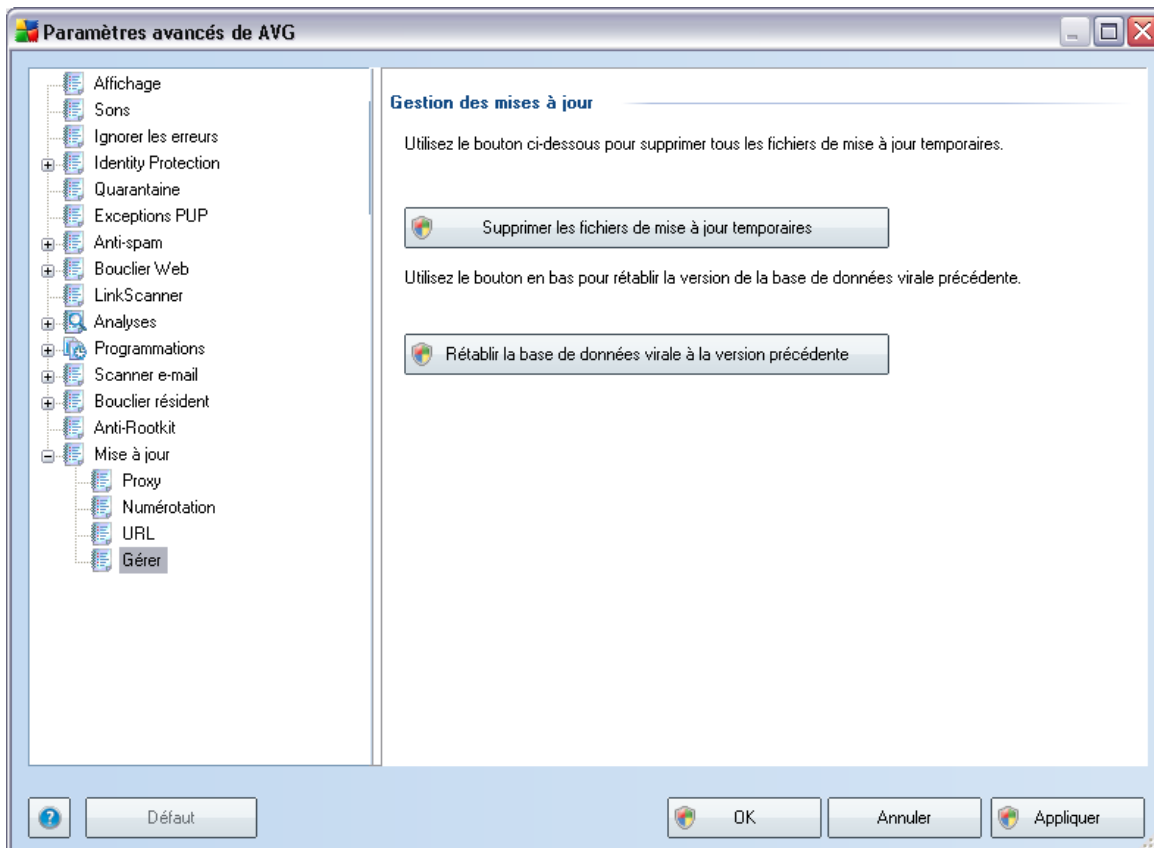 Paramètres avancés de AVG
Affichage
Sons
Ignorer les erreurs
Identity Protection
Quarantaine
Exceptions PUP
Anti-spam
Bouclier Web
LinkScanner
Analyses
Programmations
Scanner e-mail
Bouclier résident
Anti-Rootkit
Mise à jour
Proxy
Numérotation
URL
Gérer
Gestion des mises à jour
Utilisez le bouton ci-dessous pour supprimer tous les fichiers de mise à jour temporaires.
Supprimer les fichiers de mise à jour temporaires
Utilisez le bouton en bas pour rétablir la version de la base de données virale précédente.
Rétablir la base de données virale à la version précédente
?
Défaut
OK
Annuler
Appliquer